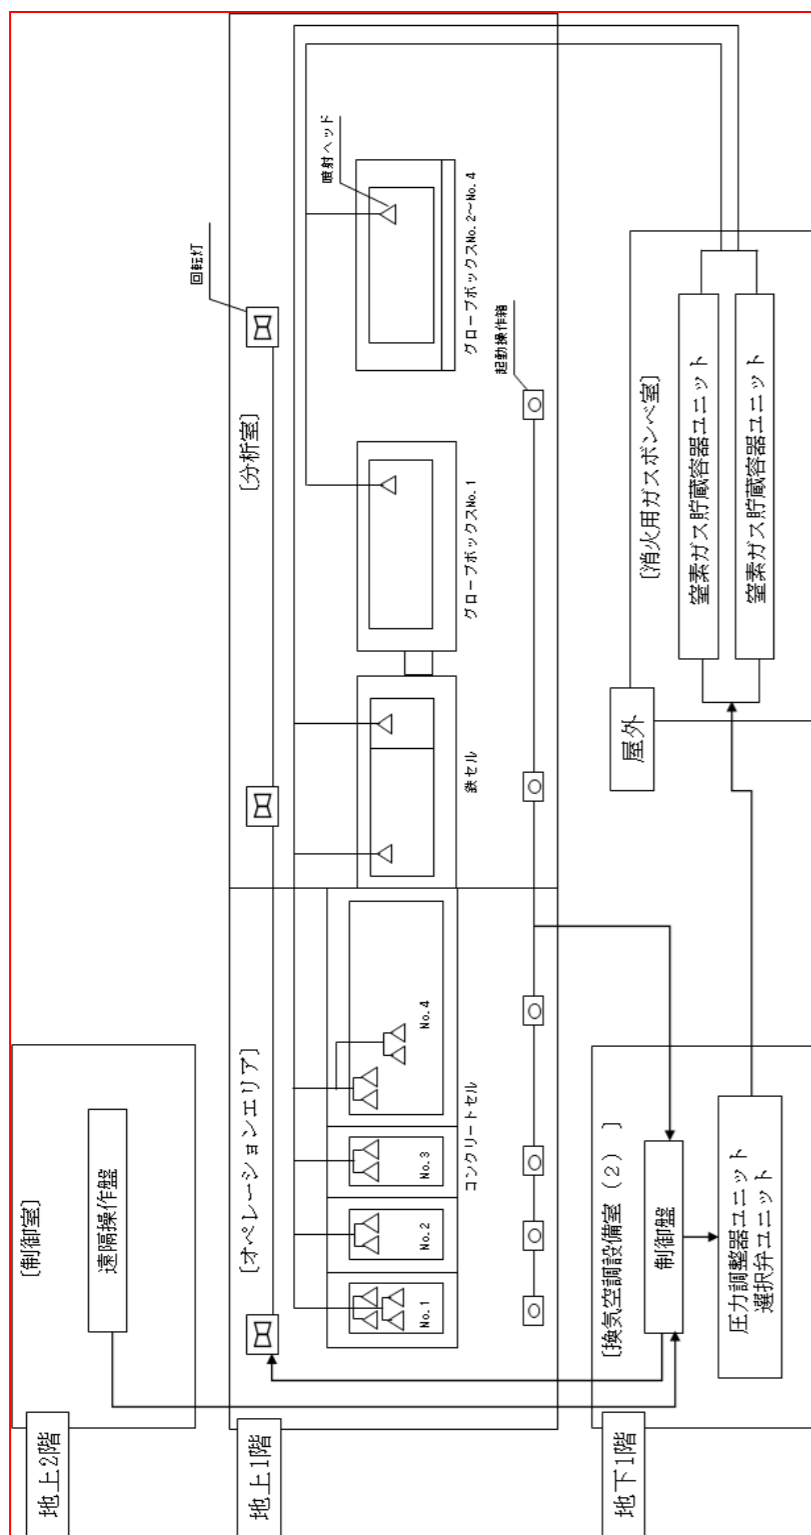 地上2階
[制御室]
遠隔操作盤
地上1階
[オペレーションエリア]
[分析室]
回転灯
噴射ヘッド
No.1
No.2
No.3
No.4
コンクリートセル
鉄セル
グローブボックスNo.1
グローブボックスNo.2～No.4
起動操作箱
地下1階
[換気空調設備室（2）]
制御盤
圧力調整器ユニット
選択弁ユニット
屋外
[消火用ガスボンベ室]
窒素ガス貯蔵容器ユニット
窒素ガス貯蔵容器ユニット